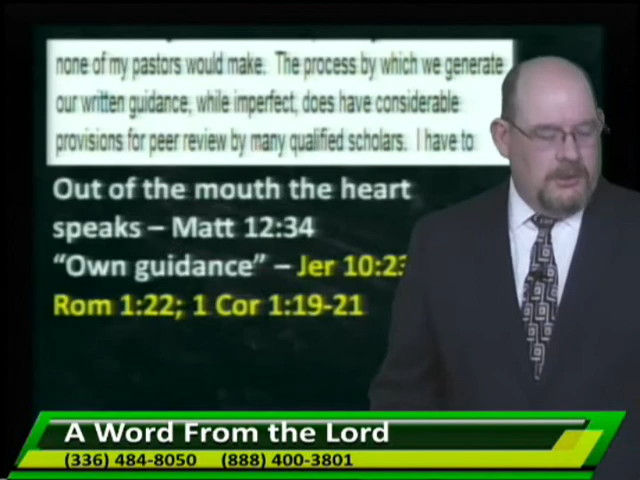 none of my pastors would make. The process by which we generate
our written guidance, while imperfect, does have considerable
provisions for peer review by many qualified scholars. I have to
Out of the mouth the heart
speaks – Matt 12:34
“Own guidance” – Jer 10:23
Rom 1:22; 1 Cor 1:19-21
A Word From the Lord
(336) 484-8050 (888) 400-3801